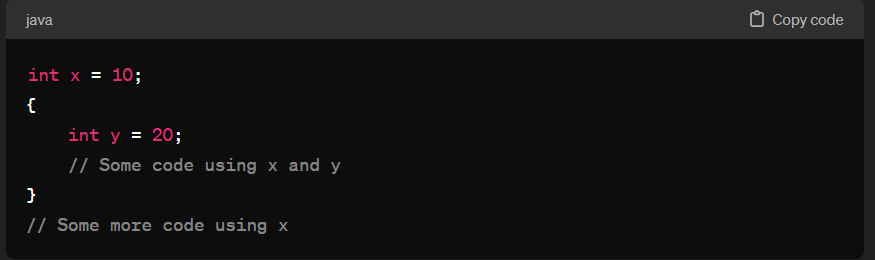 java Copy code
int x = 10;
{
    int y = 20;
    // Some code using x and y
}
// Some more code using x